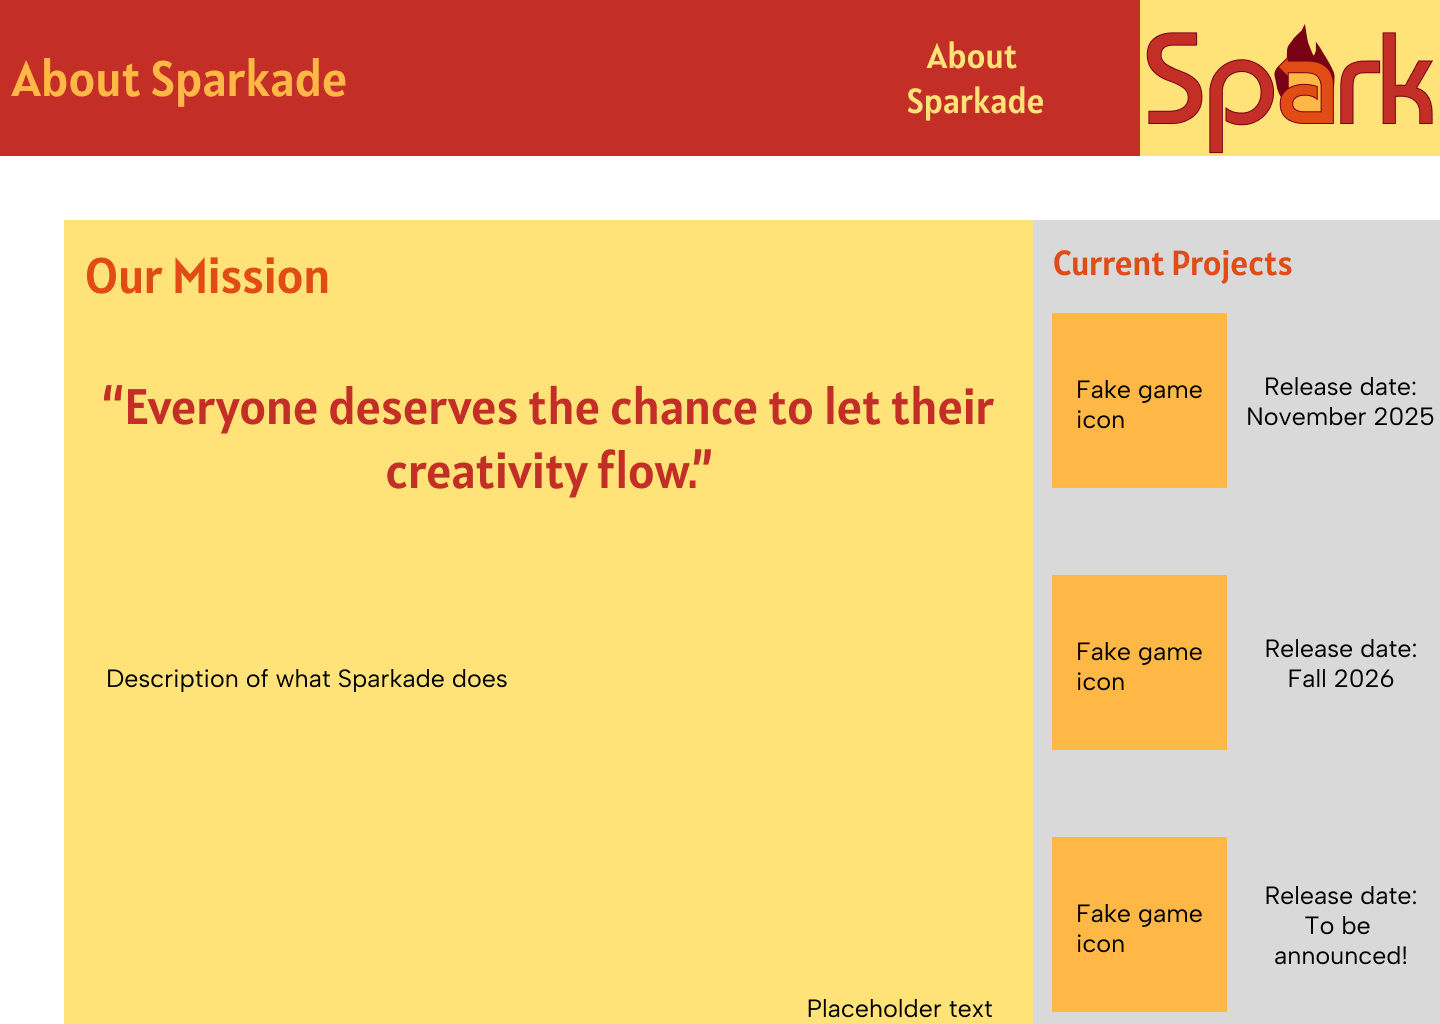 About Sparkade
About
Sparkade
Spark
Our Mission
“Everyone deserves the chance to let their
creativity flow.”
Description of what Sparkade does
Placeholder text
Current Projects
Fake game
icon
Release date:
November 2025
Fake game
icon
Release date:
Fall 2026
Fake game
icon
Release date:
To be
announced!